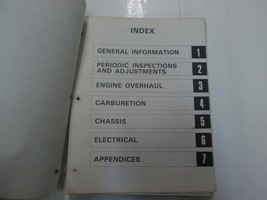 INDEX
GENERAL INFORMATION 1
PERIODIC INSPECTIONS
AND ADJUSTMENTS 2
ENGINE OVERHAUL 3
CARBURETION 4
CHASSIS 5
ELECTRICAL 6
APPENDICES 7